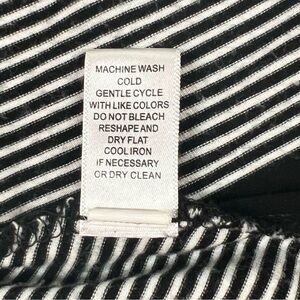 MACHINE WASH
COLD
GENTLE CYCLE
WITH LIKE COLORS
DO NOT BLEACH
RESHAPE AND
DRY FLAT
COOL IRON
IF NECESSARY
OR DRY CLEAN